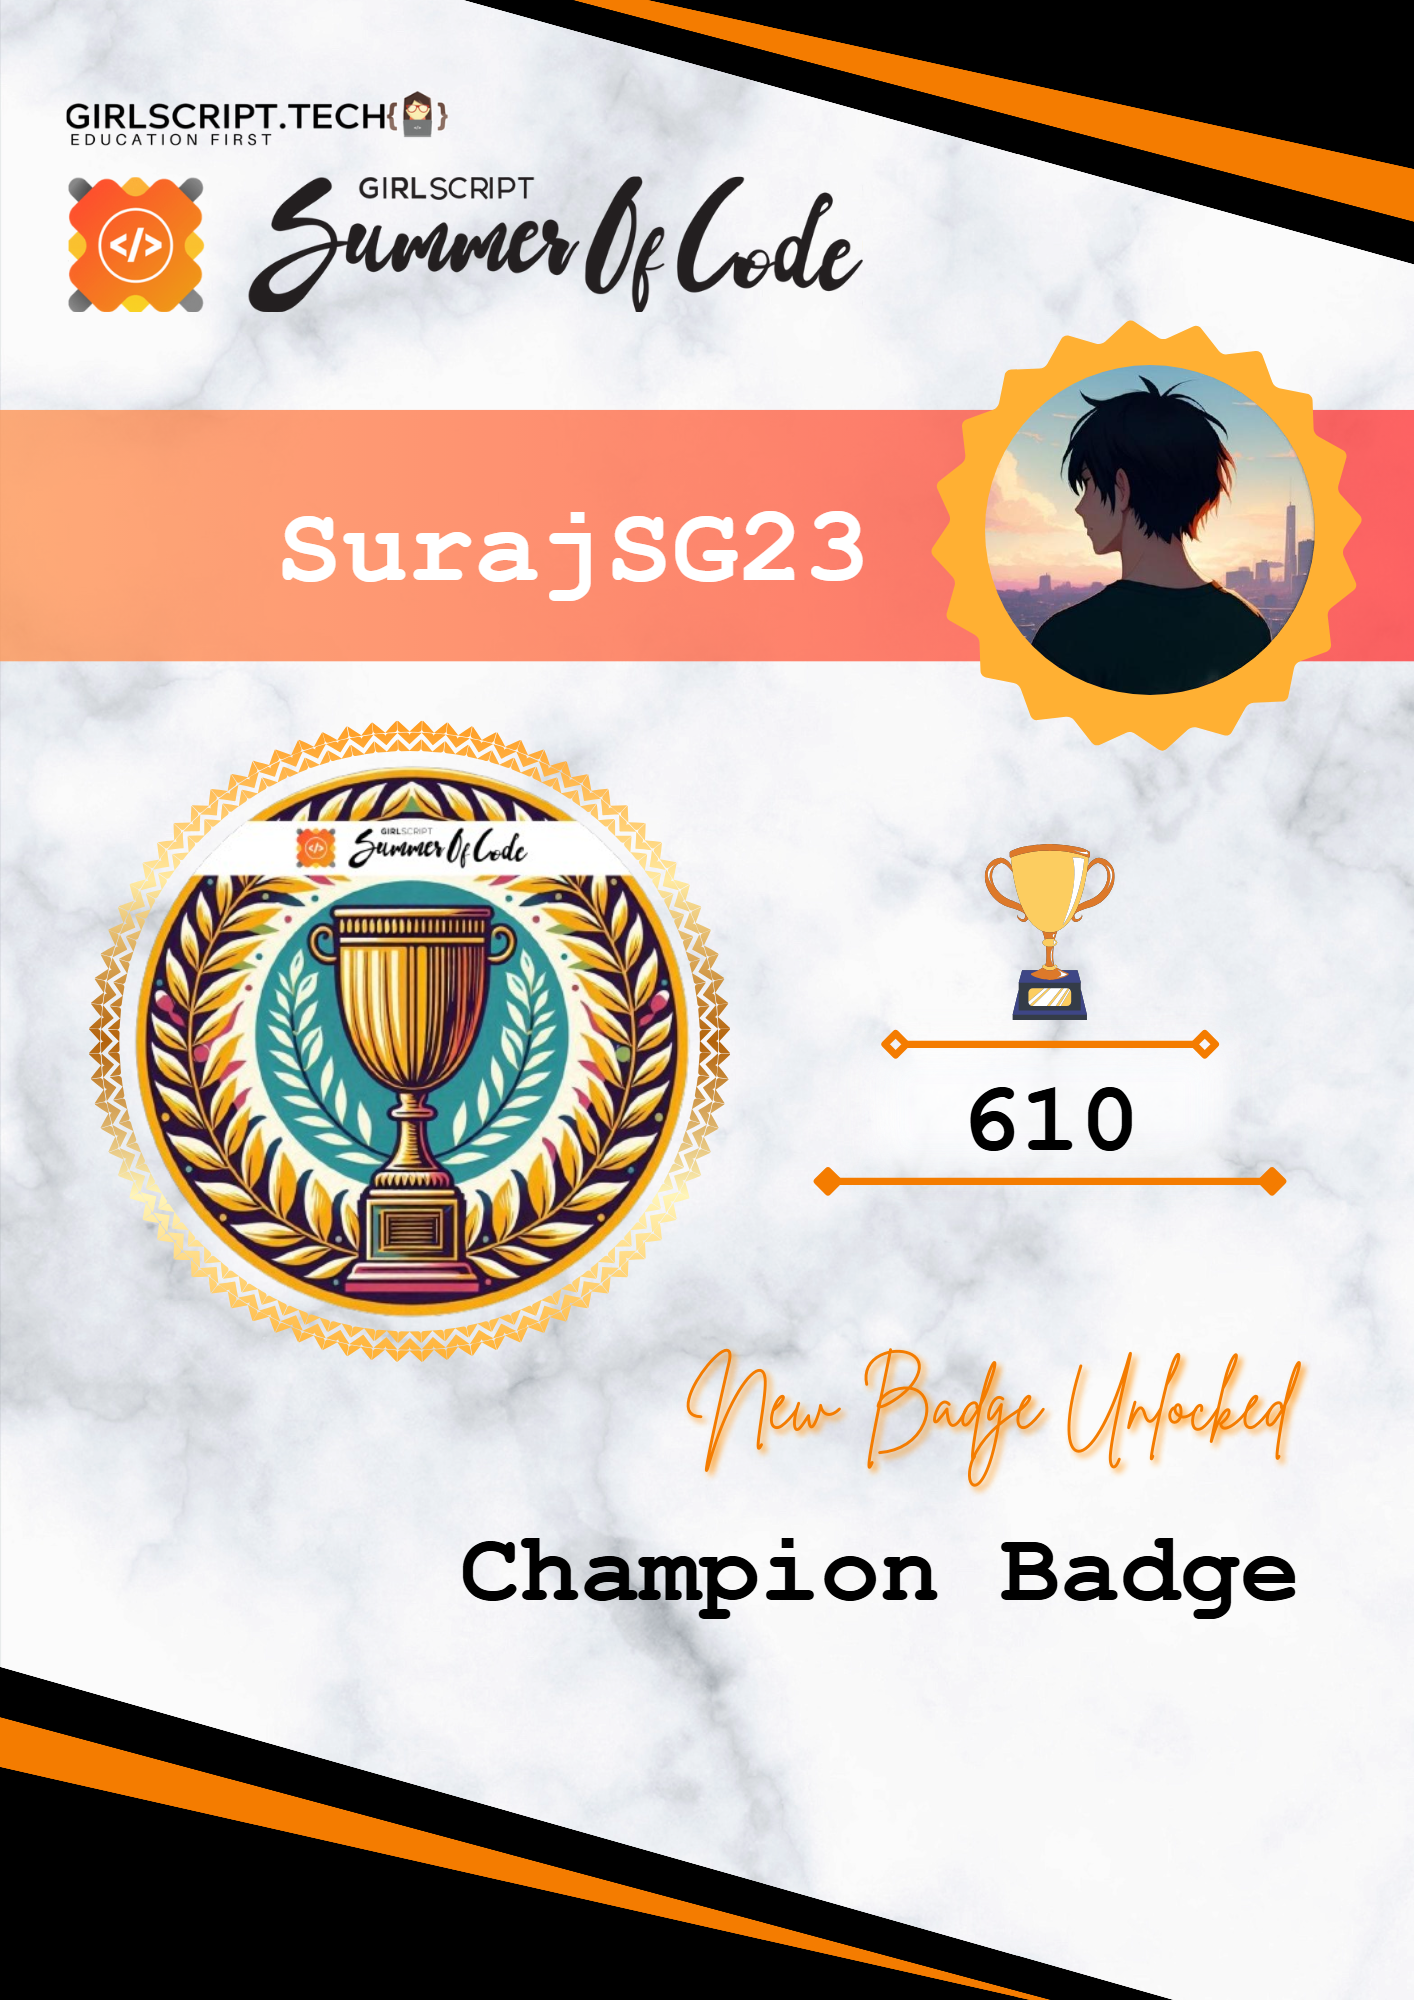 GIRLSCRIPT.TECH{ }
EDUCATION FIRST
</>
GIRLSCRIPT
Summer Of Code
SurajSG23
</>
GIRLSCRIPT
Summer Of Code
610
New Badge Unlocked
Champion Badge